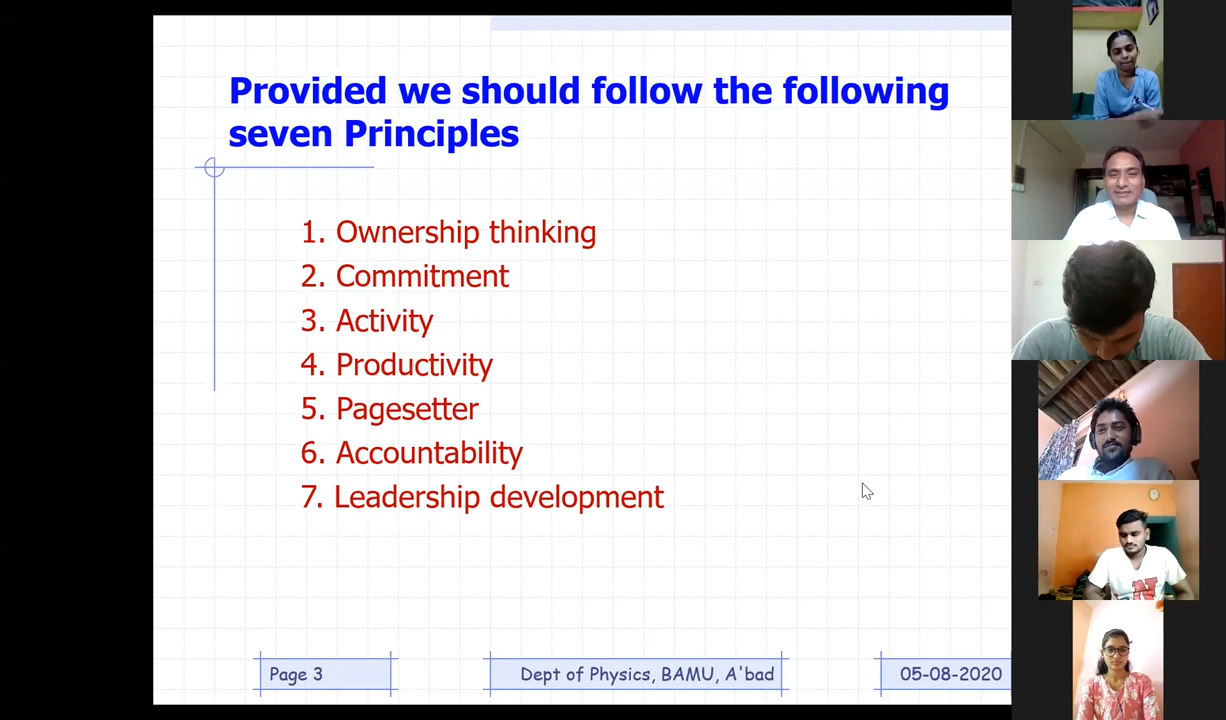 Provided we should follow the following
seven Principles
1. Ownership thinking
2. Commitment
3. Activity
4. Productivity
5. Pagesetter
6. Accountability
7. Leadership development
Page 3
Dept of Physics, BAMU, A'bad
05-08-2020
N